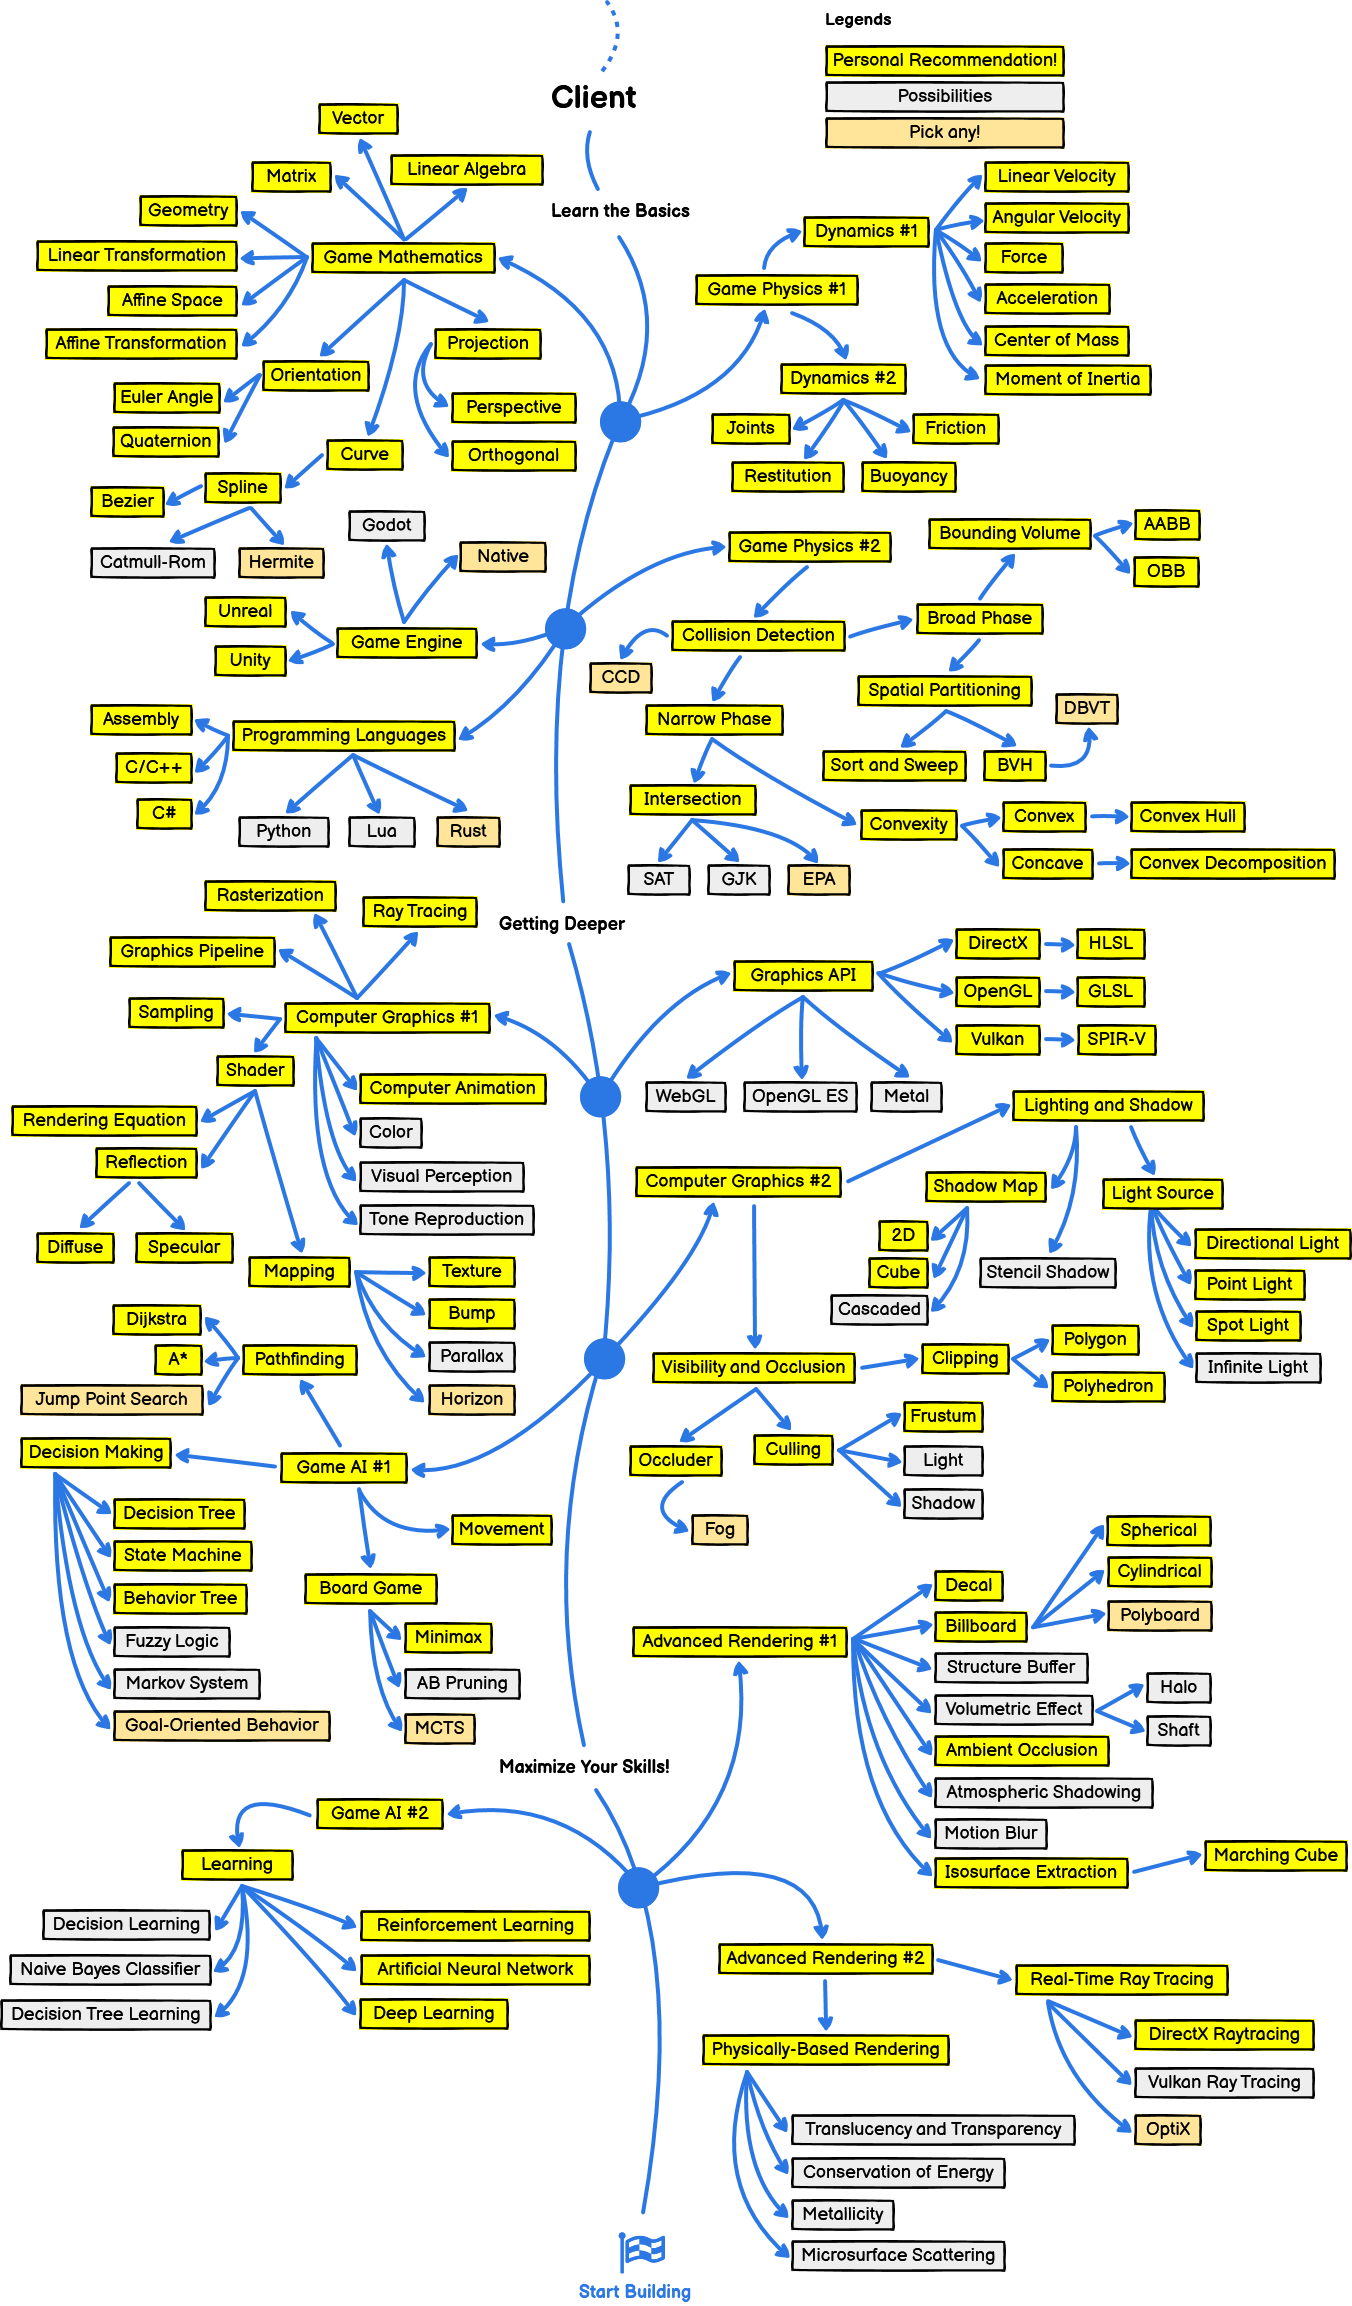 Legends
Personal Recommendation!
Possibilities
Pick any!
Client
Learn the Basics
Vector
Matrix
Linear Algebra
Geometry
Linear Transformation
Game Mathematics
Affine Space
Affine Transformation
Projection
Orientation
Euler Angle
Quaternion
Perspective
Orthogonal
Curve
Spline
Bezier
Catmull-Rom
Hermite
Linear Velocity
Angular Velocity
Dynamics #1
Force
Game Physics #1
Acceleration
Center of Mass
Moment of Inertia
Dynamics #2
Joints
Friction
Restitution
Buoyancy
Godot
Native
Unreal
Game Engine
Unity
Assembly
Programming Languages
C/C++
C#
Python
Lua
Rust
Game Physics #2
Bounding Volume
AABB
OBB
Collision Detection
Broad Phase
CCD
Spatial Partitioning
Narrow Phase
DBVT
Sort and Sweep
BVH
Intersection
Convexity
Convex
Convex Hull
Concave
Convex Decomposition
SAT
GJK
EPA
Getting Deeper
Rasterization
Ray Tracing
Graphics Pipeline
Sampling
Computer Graphics #1
Shader
Computer Animation
Rendering Equation
Color
Reflection
Visual Perception
Tone Reproduction
Diffuse
Specular
Mapping
Texture
Bump
Parallax
Horizon
Graphics API
DirectX
HLSL
OpenGL
GLSL
Vulkan
SPIR-V
WebGL
OpenGL ES
Metal
Lighting and Shadow
Computer Graphics #2
Shadow Map
Light Source
2D
Cube
Cascaded
Stencil Shadow
Directional Light
Point Light
Spot Light
Infinite Light
Visibility and Occlusion
Clipping
Polygon
Polyhedron
Occluder
Culling
Frustum
Light
Shadow
Fog
Dijkstra
A*
Pathfinding
Jump Point Search
Decision Making
Game AI #1
Decision Tree
State Machine
Behavior Tree
Fuzzy Logic
Markov System
Goal-Oriented Behavior
Movement
Board Game
Minimax
AB Pruning
MCTS
Maximize Your Skills!
Advanced Rendering #1
Decal
Billboard
Spherical
Cylindrical
Polyboard
Structure Buffer
Volumetric Effect
Halo
Shaft
Ambient Occlusion
Atmospheric Shadowing
Motion Blur
Isosurface Extraction
Marching Cube
Game AI #2
Learning
Decision Learning
Naive Bayes Classifier
Decision Tree Learning
Reinforcement Learning
Artificial Neural Network
Deep Learning
Advanced Rendering #2
Real-Time Ray Tracing
DirectX Raytracing
Vulkan Ray Tracing
OptiX
Physically-Based Rendering
Translucency and Transparency
Conservation of Energy
Metallicity
Microsurface Scattering
Start Building